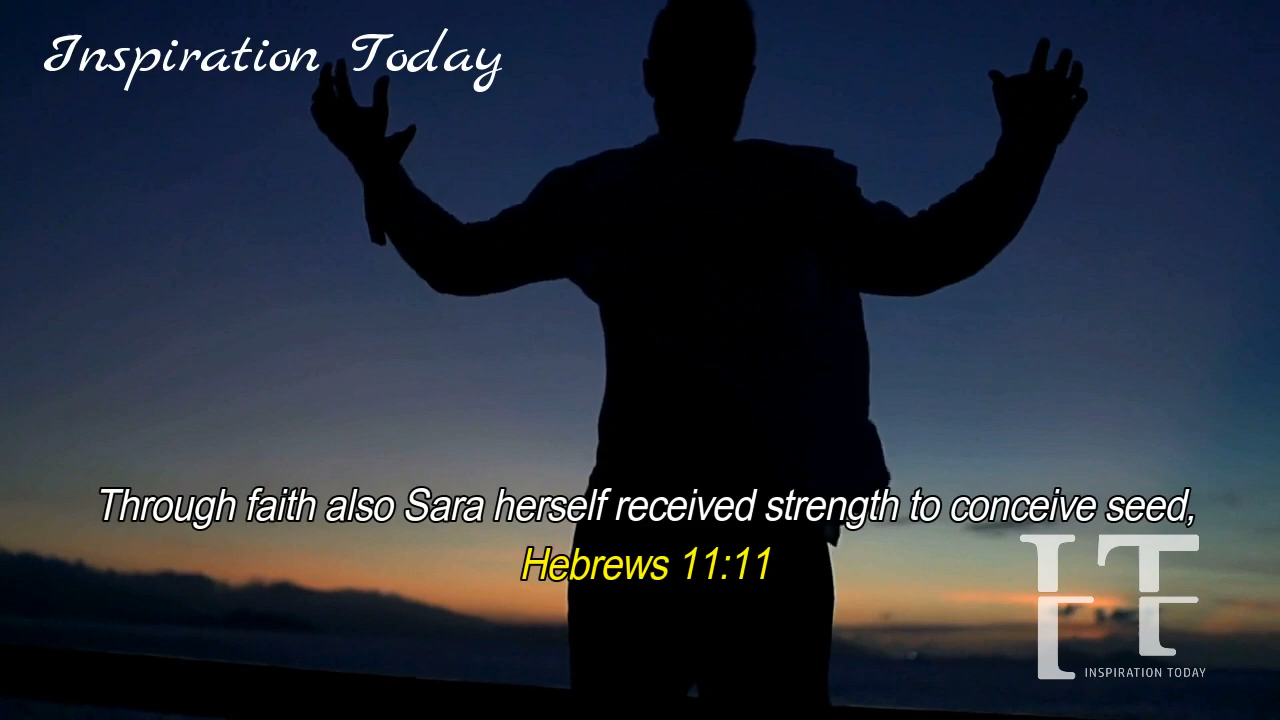 Inspiration Today
Through faith also Sara herself received strength to conceive seed,
Hebrews 11:11
IT
INSPIRATION TODAY